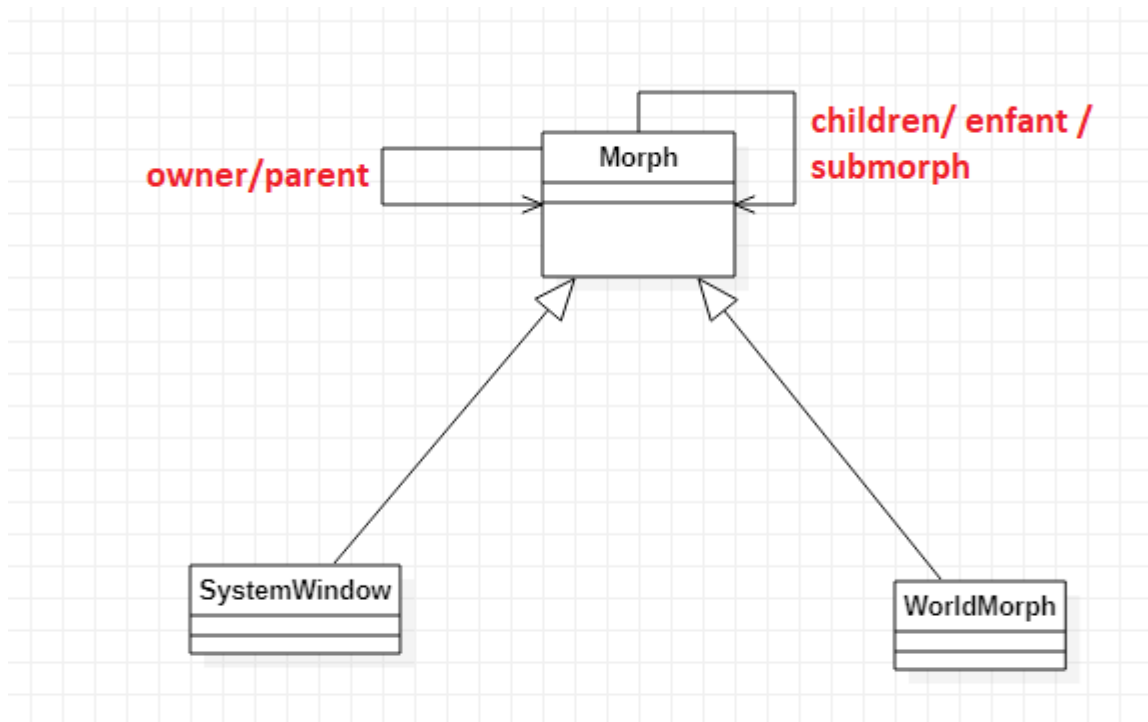 children/ enfant /
submorph
owner/parent
Morph
SystemWindow
WorldMorph